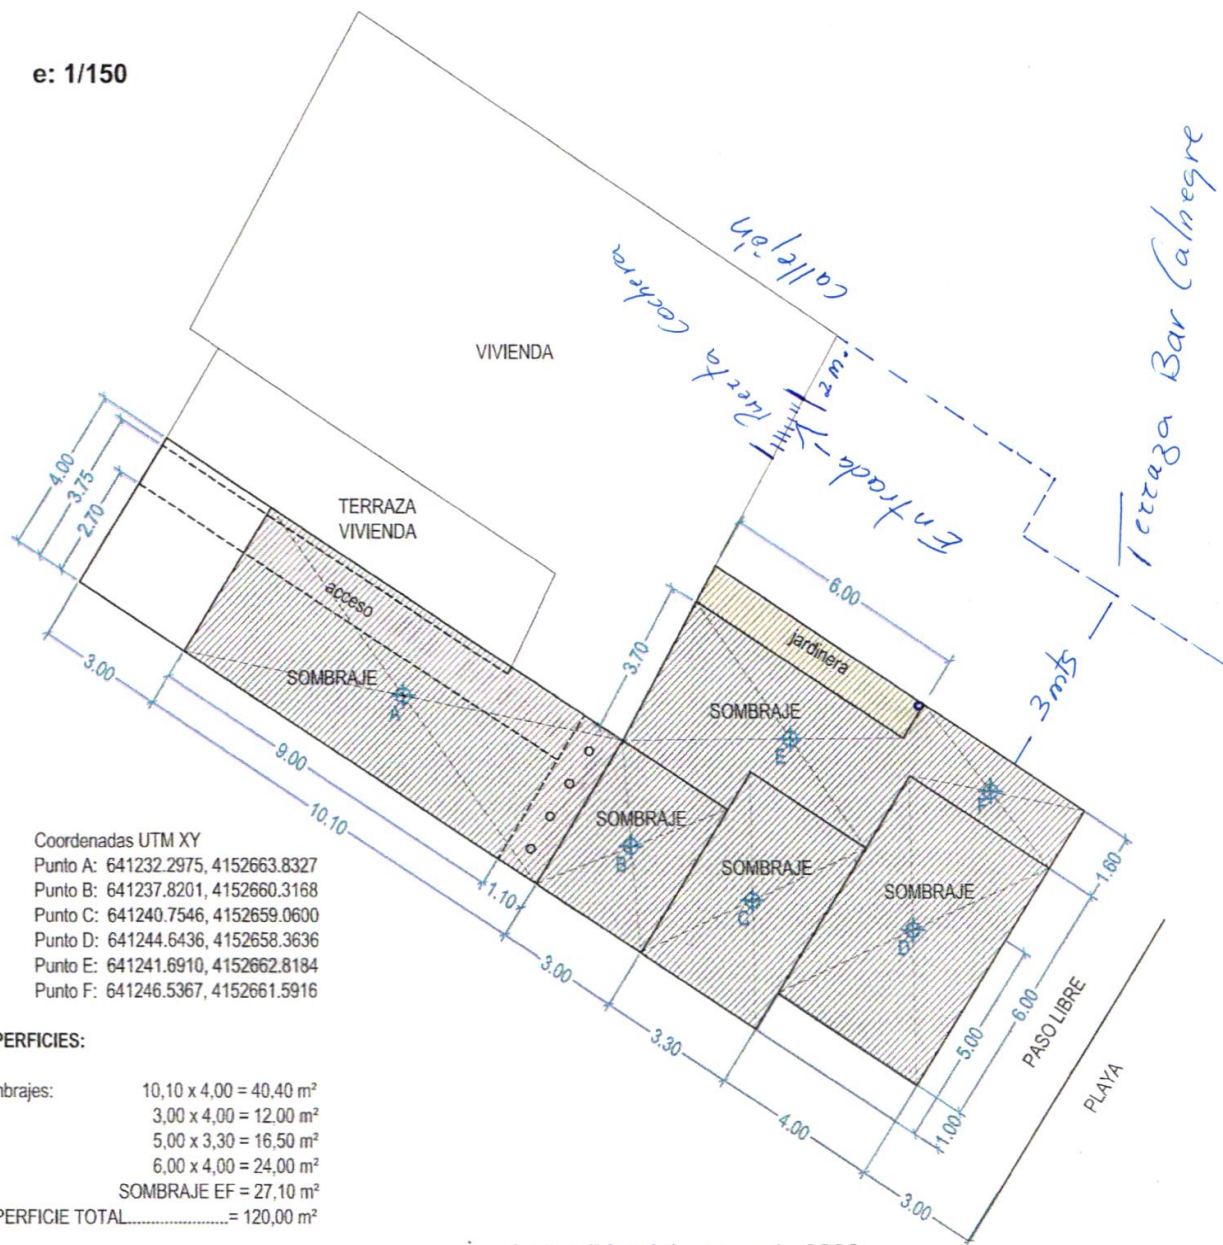 e: 1/150
callejón
Puerta Cochera
Entrada
2 m.
Terraza Bar Calnegre
3 mts
VIVIENDA
TERRAZA
VIVIENDA
4.00
3.75
2.70
acceso
SOMBRAJE
A
3.00
9.00
10.10
1.10
6.00
3.70
jardinera
SOMBRAJE
E
F
SOMBRAJE
B
SOMBRAJE
C
SOMBRAJE
D
1.60
3.00
3.30
4.00
3.00
1.00
5.00
6.00
PASO LIBRE
PLAYA
Coordenadas UTM XY
Punto A: 641232.2975, 4152663.8327
Punto B: 641237.8201, 4152660.3168
Punto C: 641240.7546, 4152659.0600
Punto D: 641244.6436, 4152658.3636
Punto E: 641241.6910, 4152662.8184
Punto F: 641246.5367, 4152661.5916
PERFICIES:
mbrajes: 10,10 x 4,00 = 40,40 m²
3,00 x 4,00 = 12,00 m²
5,00 x 3,30 = 16,50 m²
6,00 x 4,00 = 24,00 m²
SOMBRAJE EF = 27,10 m²
PERFICIE TOTAL.....................= 120,00 m²